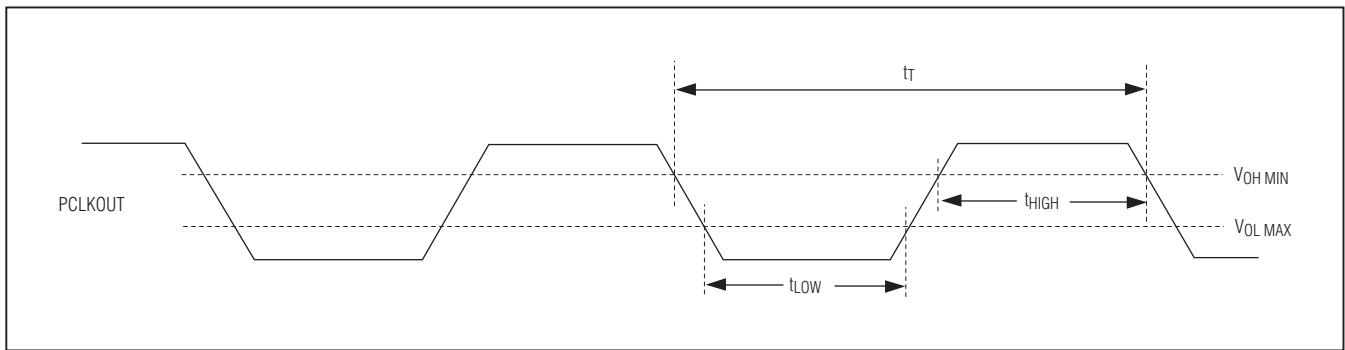 tT
VOH MIN
PCLKOUT
tHIGH
VOL MAX
tLOW